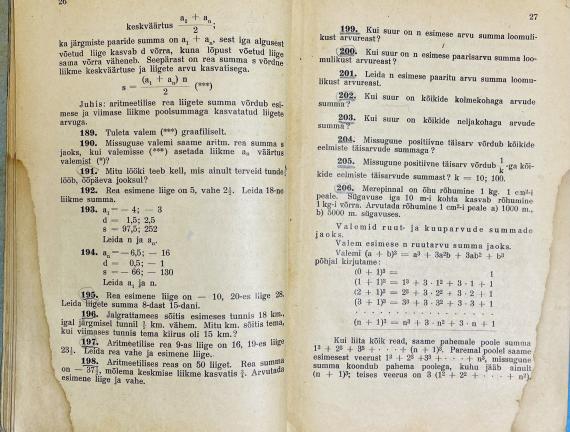 26
keskväärtus (a₁ + aₙ)/2;
ka järgmiste paaride summa on a₁ + aₙ, sest iga algusest
võetud liige kasvab d võrra, kuna lõpust võetud liige
sama võrra väheneb. Seepärast on rea summa s võrdne
liikme keskväärtuse ja liigete arvu kasvatisega.
s = (a₁ + aₙ) n / 2 (***)
Juhis: aritmeetilise rea liigete summa võrdub esi-
mese ja viimase liikme poolsummaga kasvatatud liigete
arvuga.
189. Tuleta valem (***) graafiliselt.
190. Missuguse valemi saame aritm. rea summa s
jaoks, kui valemisse (***) asetada liikme aₙ väärtus
valemist (*)?
191. Mitu lööki teeb kell, mis ainult terveid tunde
lööb, ööpäeva jooksul?
192. Rea esimene liige on 5, vahe 2½. Leida 18-ne
liikme summa.
193. a₁ = — 4; — 3
d = 1,5; 2,5
s = 97,5; 252
Leida n ja aₙ.
194. aₙ = — 6,5; — 16
d = 0,5; — 1
s = — 66; — 130
Leida a₁ ja n.
195. Rea esimene liige on — 10, 20-es liige 28.
Leida liigete summa 8-dast 15-dani.
196. Jalgrattamees sõitis esimeses tunnis 18 km.,
igal järgmisel tunnil ½ km. vähem. Mitu km. sõitis tema,
kui viimases tunnis tema kiirus oli 15 km.?
197. Aritmeetilise rea 9-as liige on 16, 19-es liige
23½. Leida rea vahe ja esimene liige.
198. Aritmeetilises reas on 50 liiget. Rea summa
on — 37½, mõlema keskmise liikme kasvatis. Arvutada
esimene liige ja vahe.
27
199. Kui suur on n esimese arvu summa loomuli-
kust arvureast?
200. Kui suur on n esimese paarisarvu summa loo-
mulikust arvureast?
201. Leida n esimese paaritu arvu summa loomu-
likust arvureast.
202. Kui suur on kõikide kolmekohaga arvude
summa?
203. Kui suur on kõikide neljakohaga arvude
summa?
204. Missugune positiivne täisarv võrdub kõikide
eelmiste täisarvude summaga?
205. Missugune positiivne täisarv võrdub 1/k-ga kõi-
kide eelmiste täisarvude summast? k = 10; 100.
206. Merepinnal on õhu rõhumine 1 kg. 1 cm²-i
peale. Sügavuse iga 10 m-i kohta kasvab rõhumine
1 kg-i võrra. Arvutada rõhumine 1 cm²-i peale a) 1000 m.,
b) 5000 m. sügavuses.
Valemid ruut- ja kuuparvude summade
jaoks.
Valem esimese n ruutarvu summa jaoks.
Valemi (a + b)³ = a³ + 3a²b + 3ab² + b³
põhjal kirjutame:
(0 + 1)³ = 1
(1 + 1)³ = 1³ + 3 · 1² + 3 · 1 + 1
(2 + 1)³ = 2³ + 3 · 2² + 3 · 2 + 1
(3 + 1)³ = 3³ + 3 · 3² + 3 · 3 + 1
. . . . . . . . . . . . . . . . . .
(n + 1)³ = n³ + 3 · n² + 3 · n + 1
Kui liita kõik read, saame pahemale poole summa
1³ + 2³ + 3³ + · · · + (n + 1)³. Paremal poolel saame
esimesest veerust 1³ + 2³ + 3³ + · · · + n³, missugune
summa koondub pahema poolega, kuhu jääb ainult
(n + 1)³; teises veerus on 3 (1² + 2² + · · · + n²),